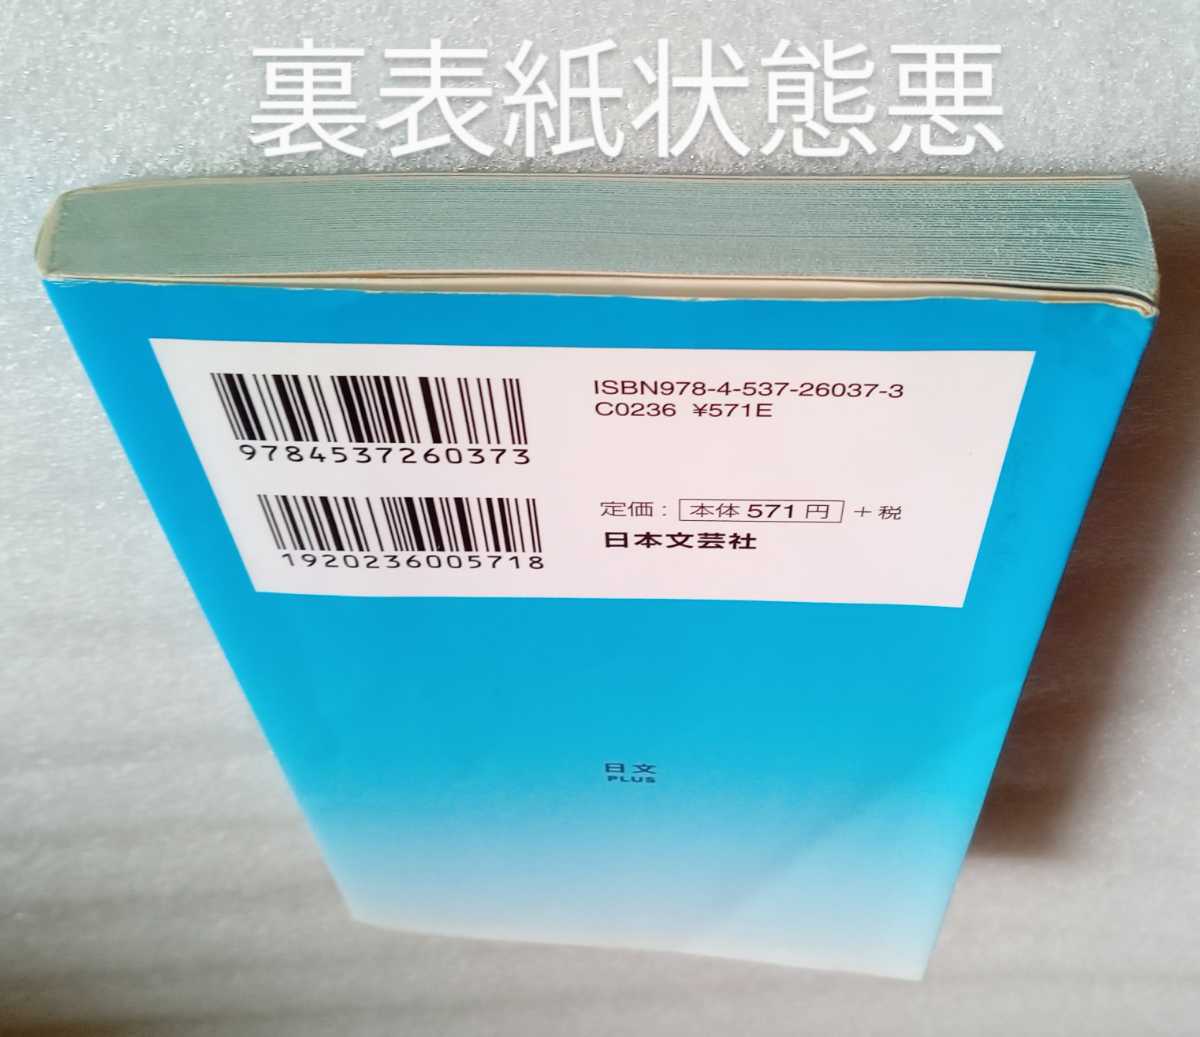 裏表紙状態悪
ISBN978-4-537-26037-3
C0236 ¥571E
9784537260373
1920236005718
定価：本体571円＋税
日本文芸社
日文
PLUS